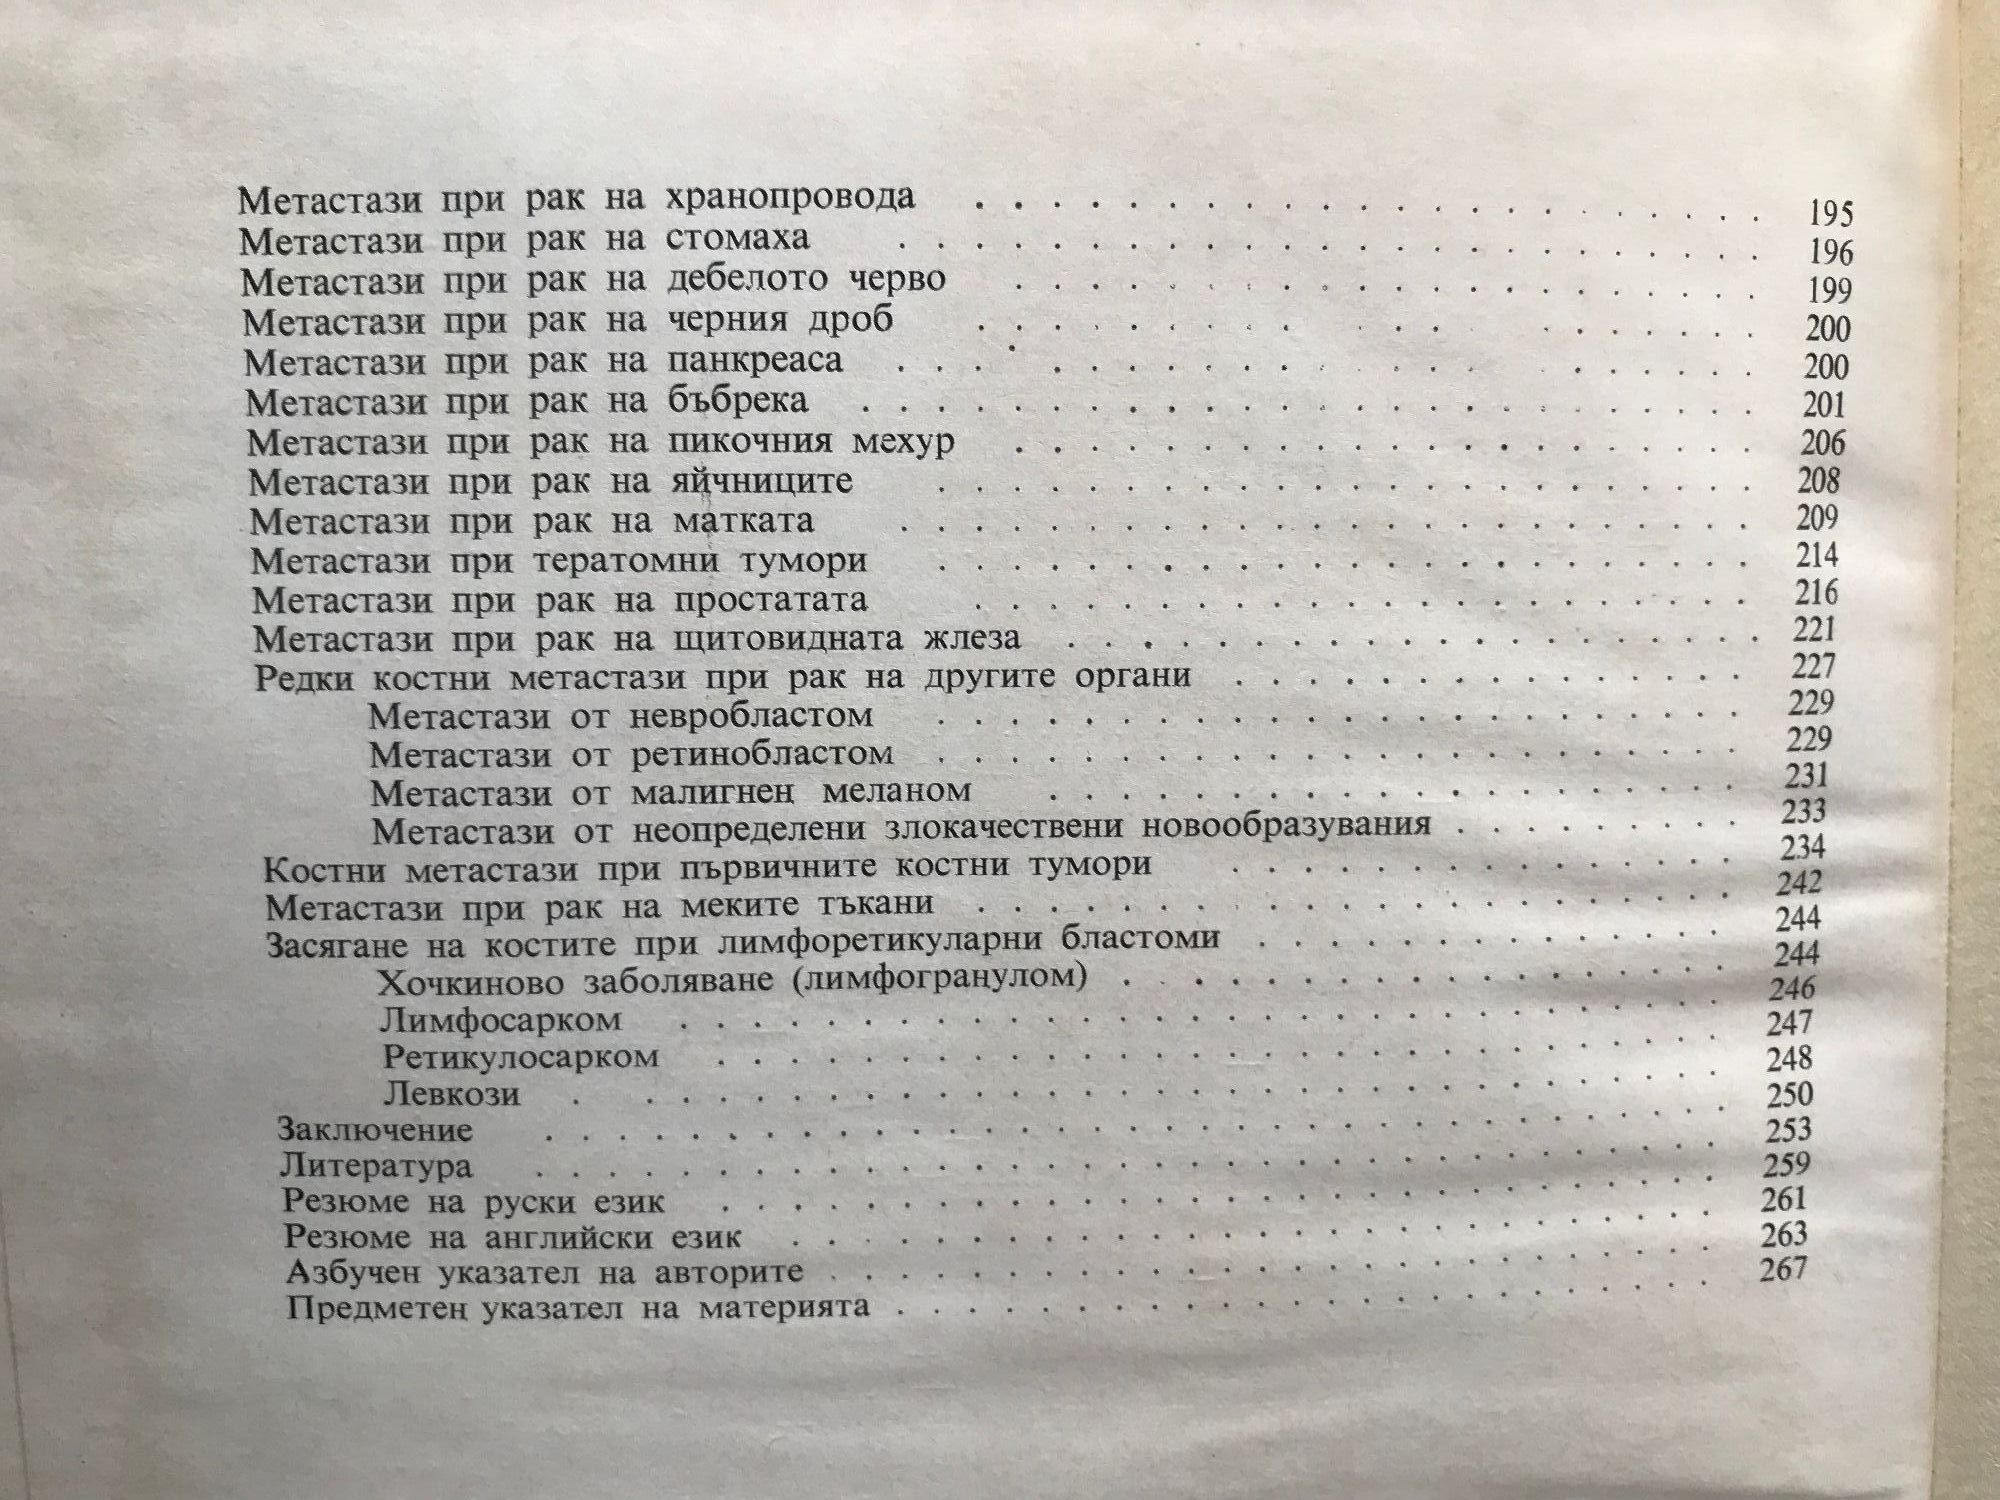 Метастази при рак на хранопровода . . . . . . . . . . . . . . . . . . . . 195
Метастази при рак на стомаха . . . . . . . . . . . . . . . . . . . . 196
Метастази при рак на дебелото черво . . . . . . . . . . . . . . . . . . . . 199
Метастази при рак на черния дроб . . . . . . . . . . . . . . . . . . . . 200
Метастази при рак на панкреаса . . . . . . . . . . . . . . . . . . . . 200
Метастази при рак на бъбрека . . . . . . . . . . . . . . . . . . . . 201
Метастази при рак на пикочния мехур . . . . . . . . . . . . . . . . . . . . 206
Метастази при рак на яйчниците . . . . . . . . . . . . . . . . . . . . 208
Метастази при рак на матката . . . . . . . . . . . . . . . . . . . . 209
Метастази при тератомни тумори . . . . . . . . . . . . . . . . . . . . 214
Метастази при рак на простатата . . . . . . . . . . . . . . . . . . . . 216
Метастази при рак на щитовидната жлеза . . . . . . . . . . . . . . . . . . . 221
Редки костни метастази при рак на другите органи . . . . . . . . . . . . . . 227
Метастази от невробластом . . . . . . . . . . . . . . . . . . . . 229
Метастази от ретинобластом . . . . . . . . . . . . . . . . . . . . 229
Метастази от малигнен меланом . . . . . . . . . . . . . . . . . . . 231
Метастази от неопределени злокачествени новообразувания . . . . . . . . 233
Костни метастази при първичните костни тумори . . . . . . . . . . . . . . 234
Метастази при рак на меките тъкани . . . . . . . . . . . . . . . . . . . . 242
Засягане на костите при лимфоретикуларни бластоми . . . . . . . . . . . . . 244
Хочкиново заболяване (лимфогранулом) . . . . . . . . . . . . . . . . 244
Лимфосарком . . . . . . . . . . . . . . . . . . . . . . . . 246
Ретикулосарком . . . . . . . . . . . . . . . . . . . . . . . . 247
Левкози . . . . . . . . . . . . . . . . . . . . . . . . . . 248
Заключение . . . . . . . . . . . . . . . . . . . . . . . . . . 250
Литература . . . . . . . . . . . . . . . . . . . . . . . . . . 253
Резюме на руски език . . . . . . . . . . . . . . . . . . . . . . . . 259
Резюме на английски език . . . . . . . . . . . . . . . . . . . . . . . 261
Азбучен указател на авторите . . . . . . . . . . . . . . . . . . . . . . 263
Предметен указател на материята . . . . . . . . . . . . . . . . . . . . . 267